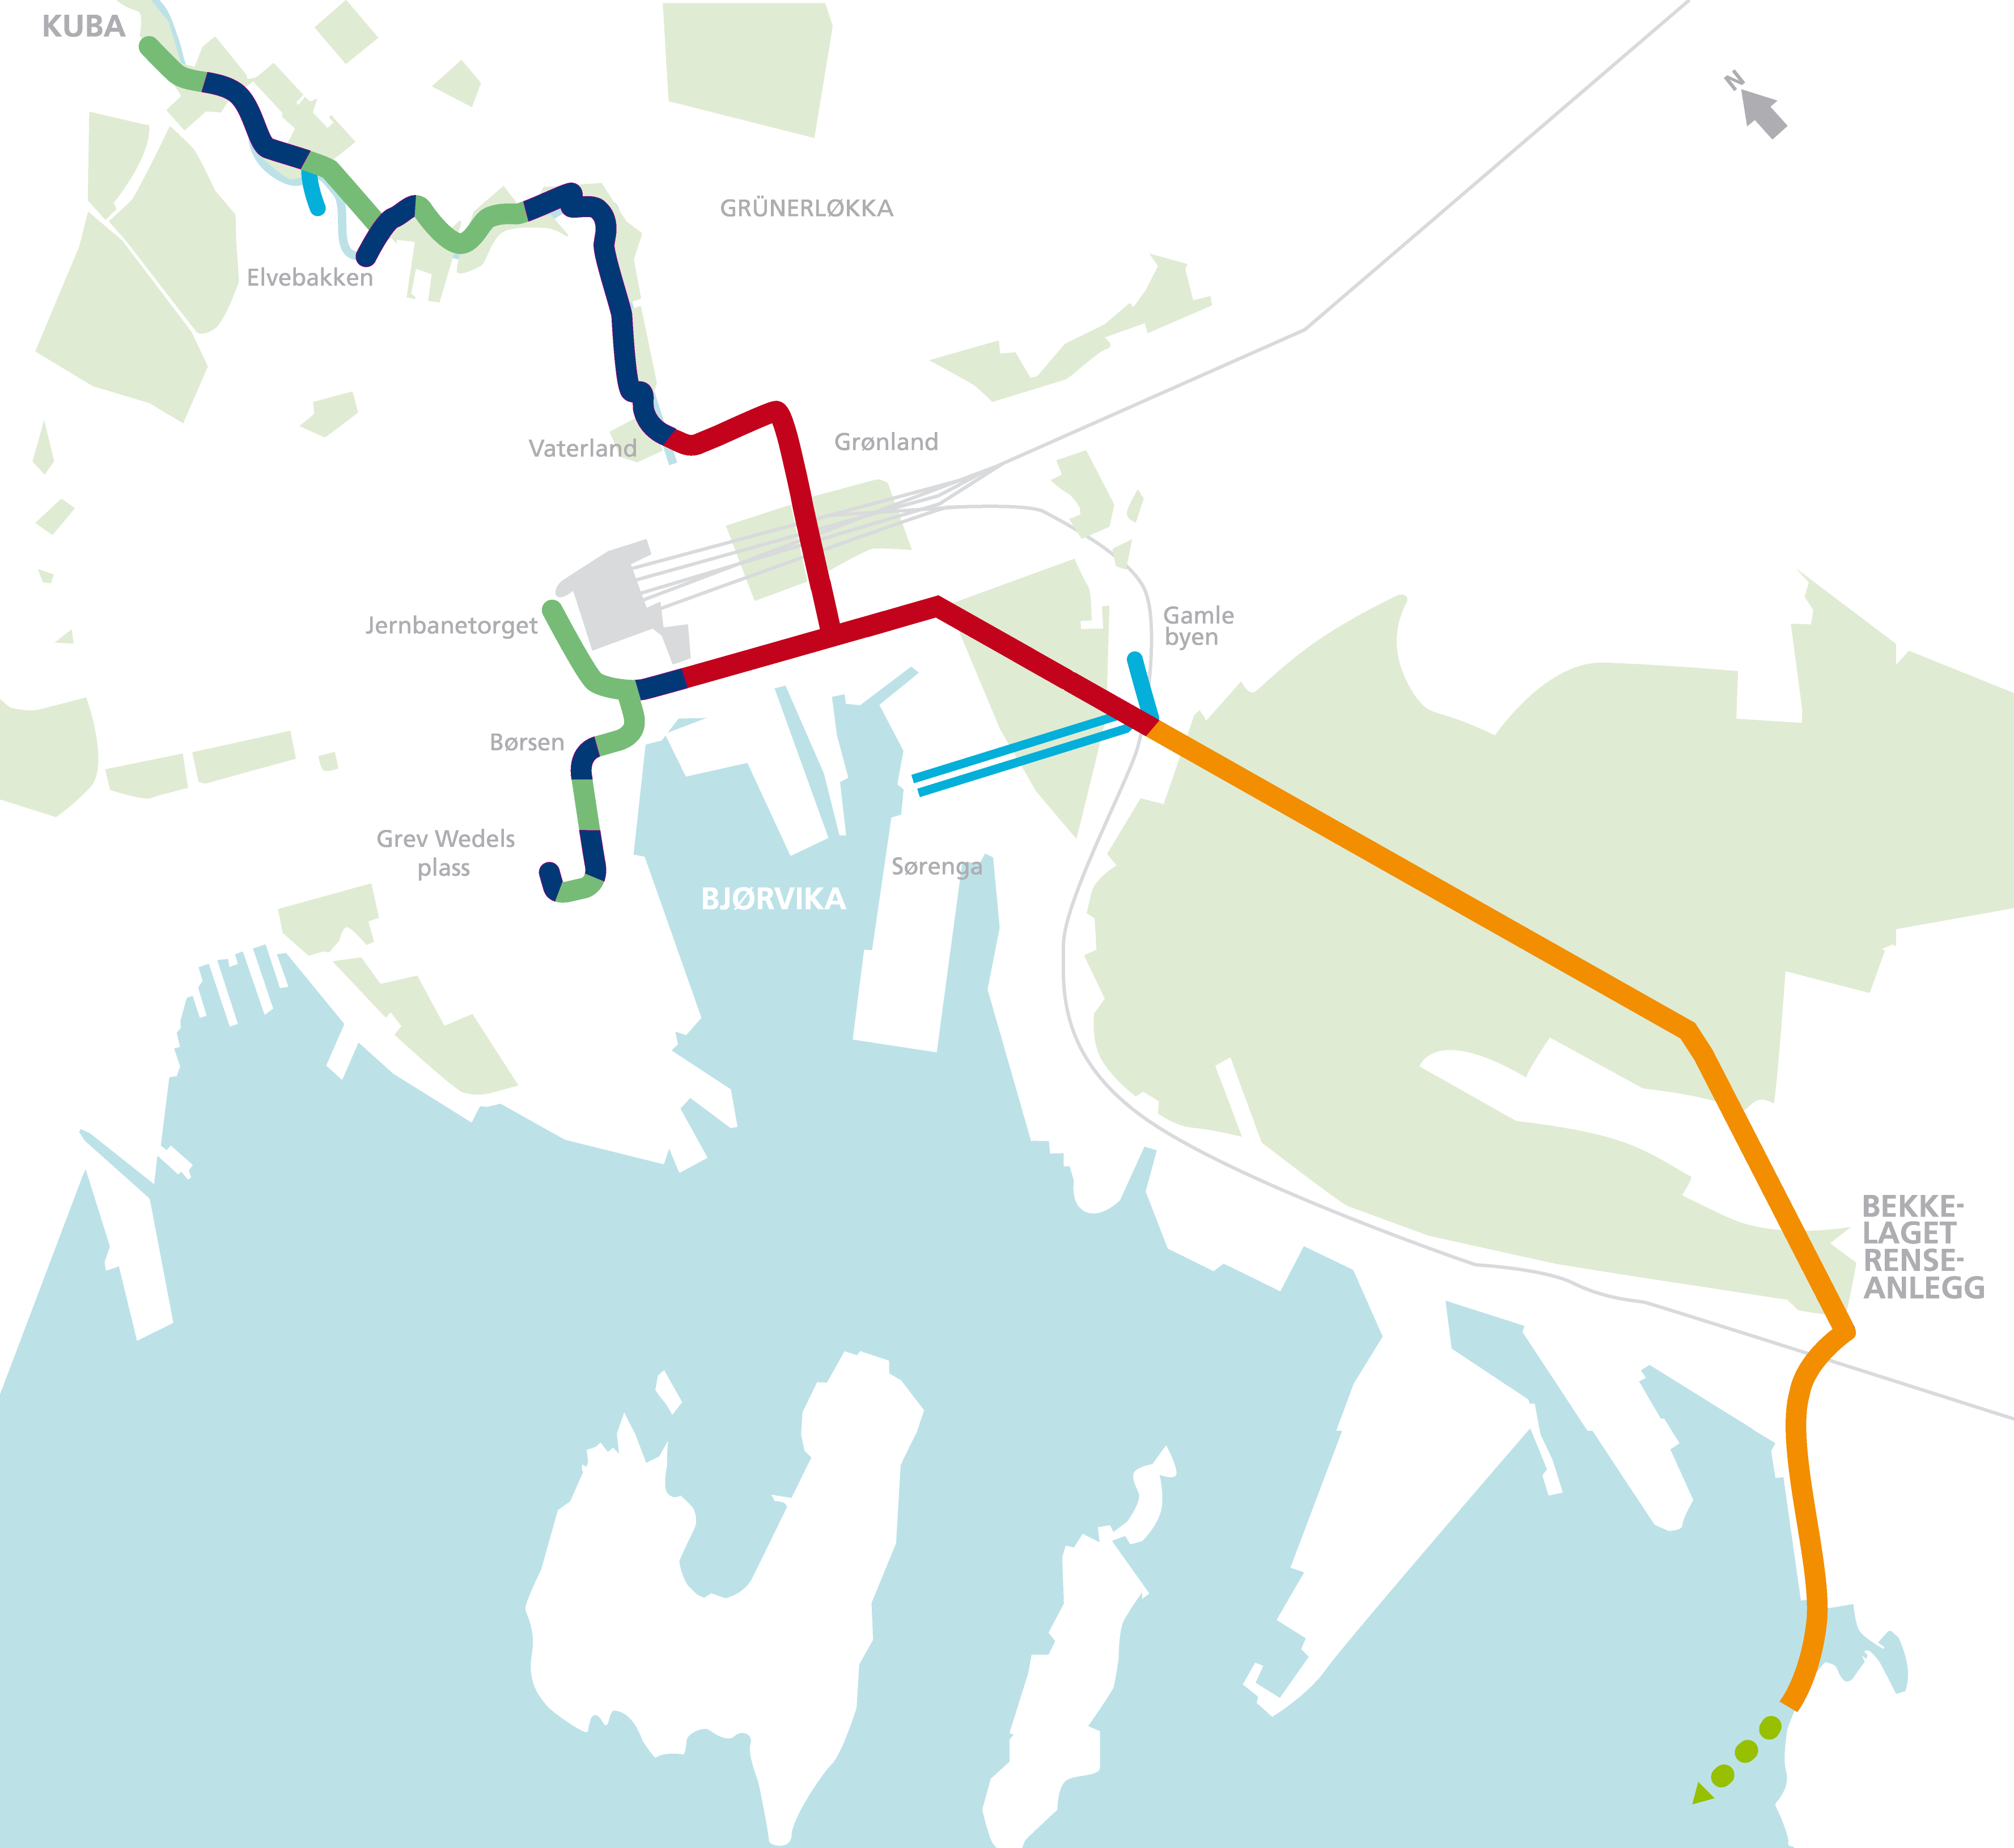 KUBA
N
GRÜNERLØKKA
Elvebakken
Vaterland
Grønland
Jernbanetorget
Gamle
byen
Børsen
Grev Wedels
plass
Sørenga
BJØRVIKA
BEKKE-
LAGET
RENSE-
ANLEGG